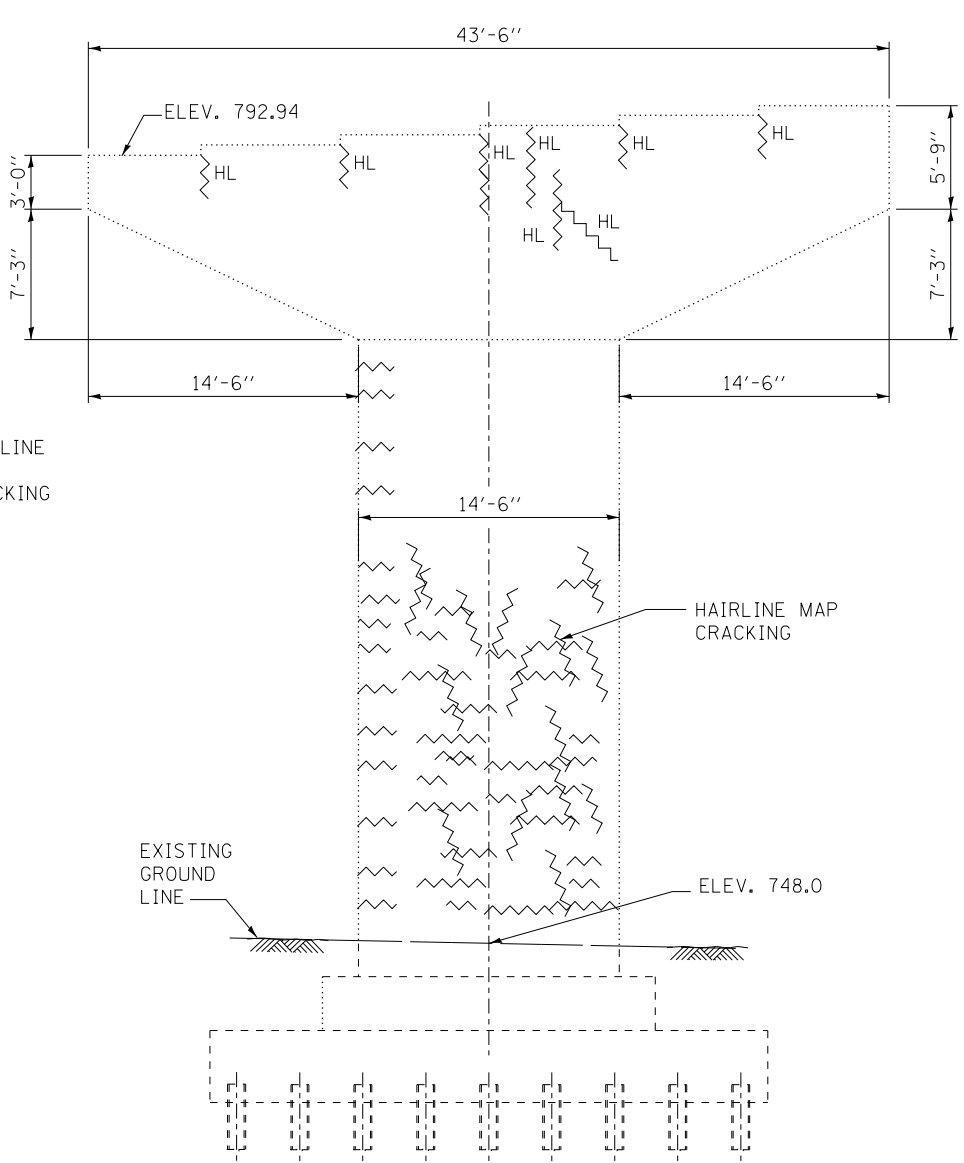 43'-6"
ELEV. 792.94
HL
HL
HL
HL
HL
HL
HL
HL
3'-0"
5'-9"
7'-3"
7'-3"
14'-6"
14'-6"
LINE
CKING
14'-6"
HAIRLINE MAP
CRACKING
EXISTING
GROUND
LINE
ELEV. 748.0